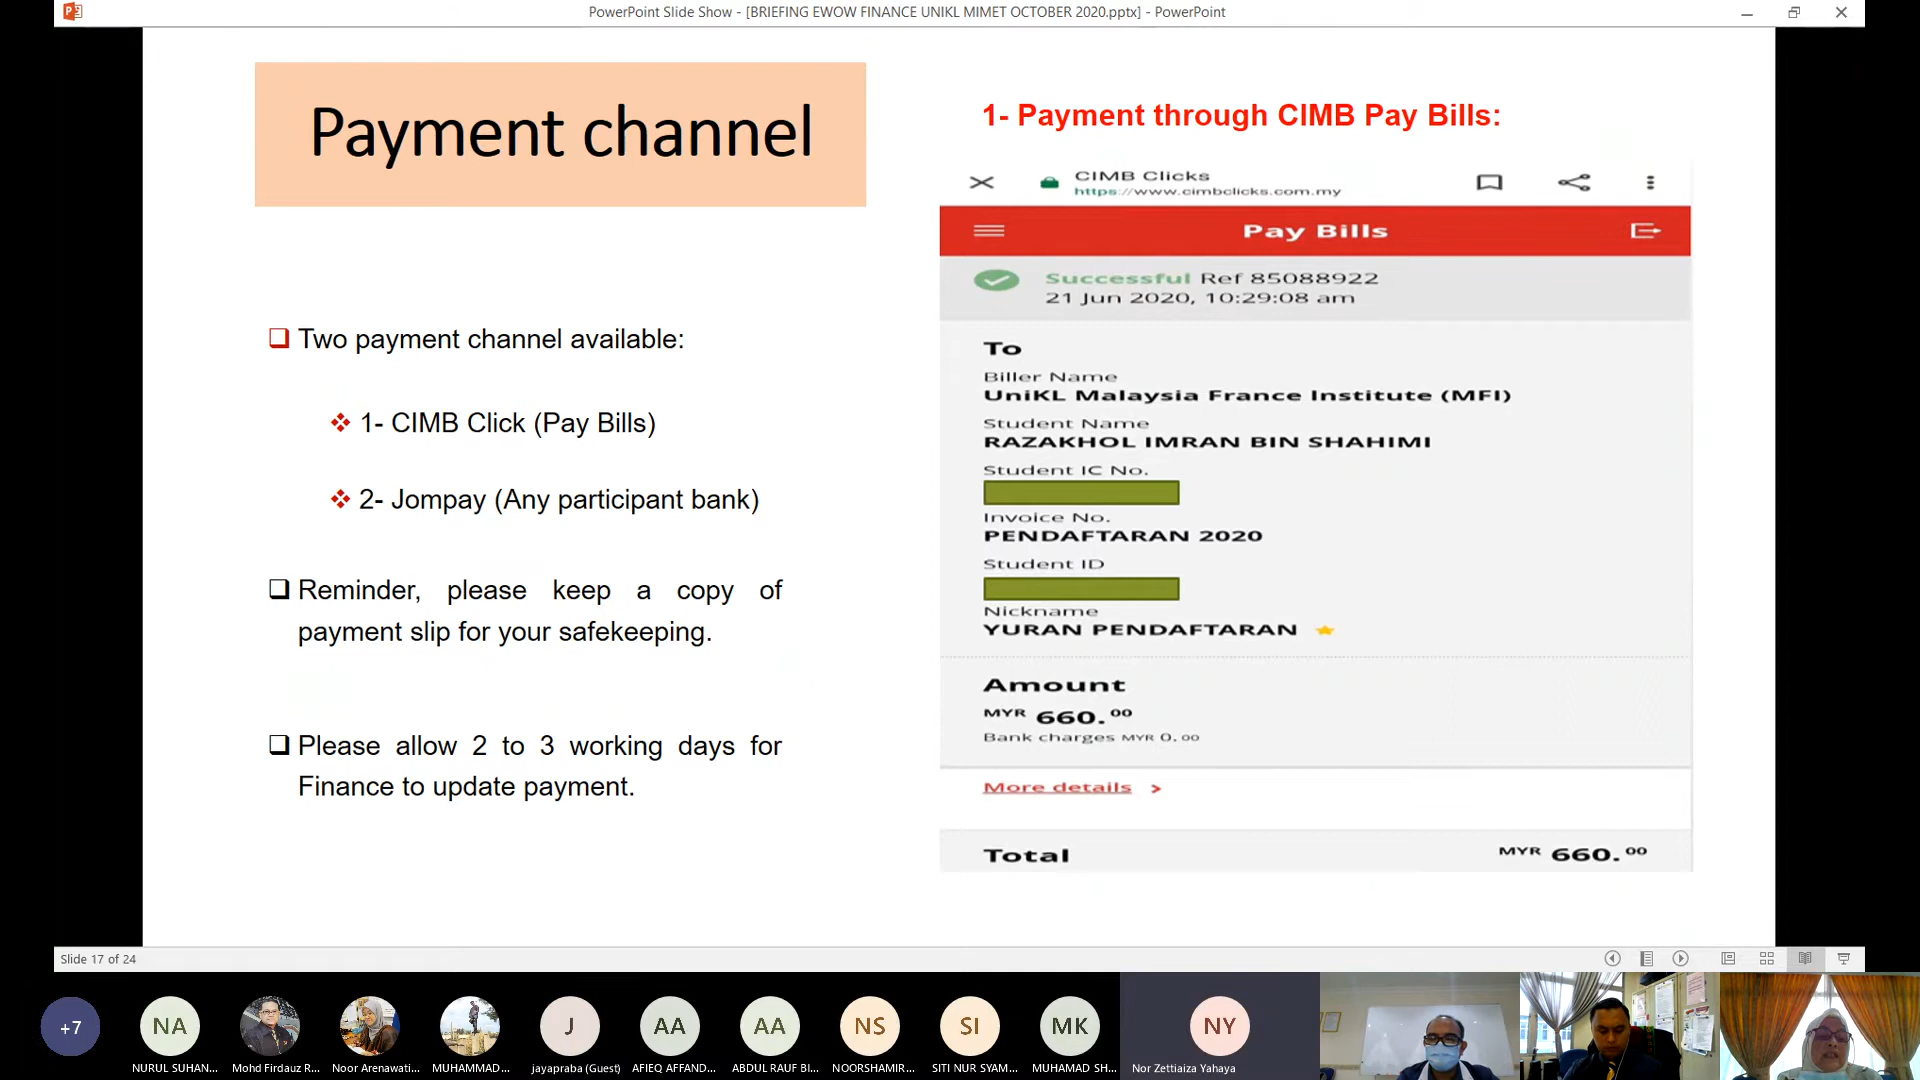 PowerPoint Slide Show - [BRIEFING EWOW FINANCE UNIKL MIMET OCTOBER 2020.pptx] - PowerPoint
Payment channel
Two payment channel available:
1- CIMB Click (Pay Bills)
2- Jompay (Any participant bank)
Reminder, please keep a copy of
payment slip for your safekeeping.
Please allow 2 to 3 working days for
Finance to update payment.
1- Payment through CIMB Pay Bills:
CIMB Clicks
https://www.cimbclicks.com.my
Pay Bills
Successful Ref 85088922
21 Jun 2020, 10:29:08 am
To
Biller Name
UniKL Malaysia France Institute (MFI)
Student Name
RAZAKHOL IMRAN BIN SHAHIMI
Student IC No.
Invoice No.
PENDAFTARAN 2020
Student ID
Nickname
YURAN PENDAFTARAN
Amount
MYR 660.00
Bank charges MYR 0.00
More details >
Total MYR 660.00
Slide 17 of 24
+7 NA J AA AA NS SI MK NY
NURUL SUHAN... Mohd Firdauz R... Noor Arenawati... MUHAMMAD... jayapraba (Guest) AFIEQ AFFAND... ABDUL RAUF BI... NOORSHAMIR... SITI NUR SYAM... MUHAMAD SH... Nor Zettiaiza Yahaya